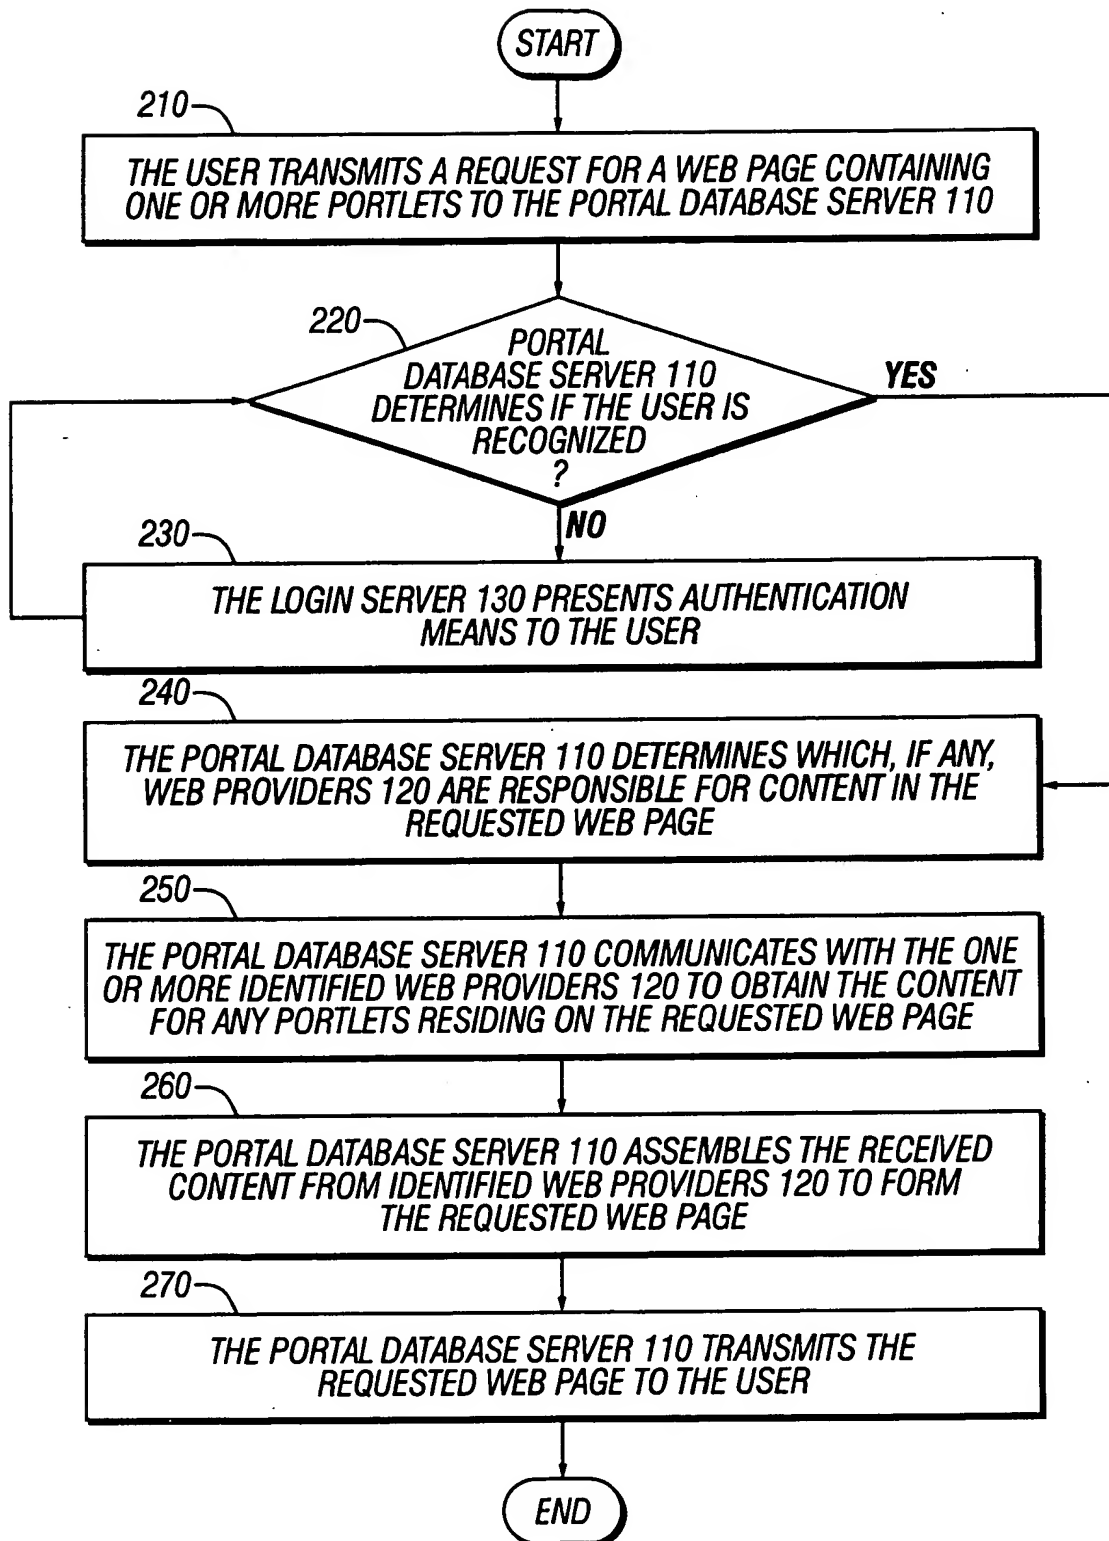 START
210
THE USER TRANSMITS A REQUEST FOR A WEB PAGE CONTAINING
ONE OR MORE PORTLETS TO THE PORTAL DATABASE SERVER 110
220
PORTAL
DATABASE SERVER 110
DETERMINES IF THE USER IS
RECOGNIZED
?
YES
NO
230
THE LOGIN SERVER 130 PRESENTS AUTHENTICATION
MEANS TO THE USER
240
THE PORTAL DATABASE SERVER 110 DETERMINES WHICH, IF ANY,
WEB PROVIDERS 120 ARE RESPONSIBLE FOR CONTENT IN THE
REQUESTED WEB PAGE
250
THE PORTAL DATABASE SERVER 110 COMMUNICATES WITH THE ONE
OR MORE IDENTIFIED WEB PROVIDERS 120 TO OBTAIN THE CONTENT
FOR ANY PORTLETS RESIDING ON THE REQUESTED WEB PAGE
260
THE PORTAL DATABASE SERVER 110 ASSEMBLES THE RECEIVED
CONTENT FROM IDENTIFIED WEB PROVIDERS 120 TO FORM
THE REQUESTED WEB PAGE
270
THE PORTAL DATABASE SERVER 110 TRANSMITS THE
REQUESTED WEB PAGE TO THE USER
END